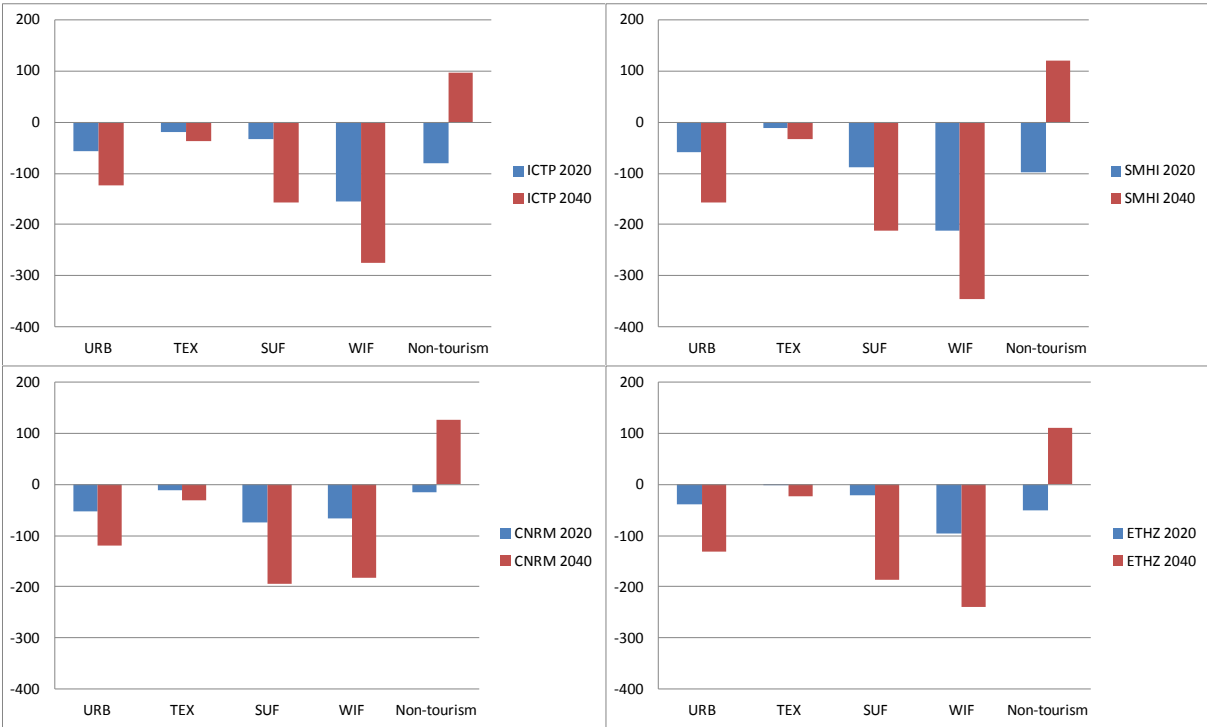 200
100
0
-100
-200
-300
-400
URB TEX SUF WIF Non-tourism
ICTP 2020
ICTP 2040
200
100
0
-100
-200
-300
-400
URB TEX SUF WIF Non-tourism
SMHI 2020
SMHI 2040
200
100
0
-100
-200
-300
-400
URB TEX SUF WIF Non-tourism
CNRM 2020
CNRM 2040
200
100
0
-100
-200
-300
-400
URB TEX SUF WIF Non-tourism
ETHZ 2020
ETHZ 2040